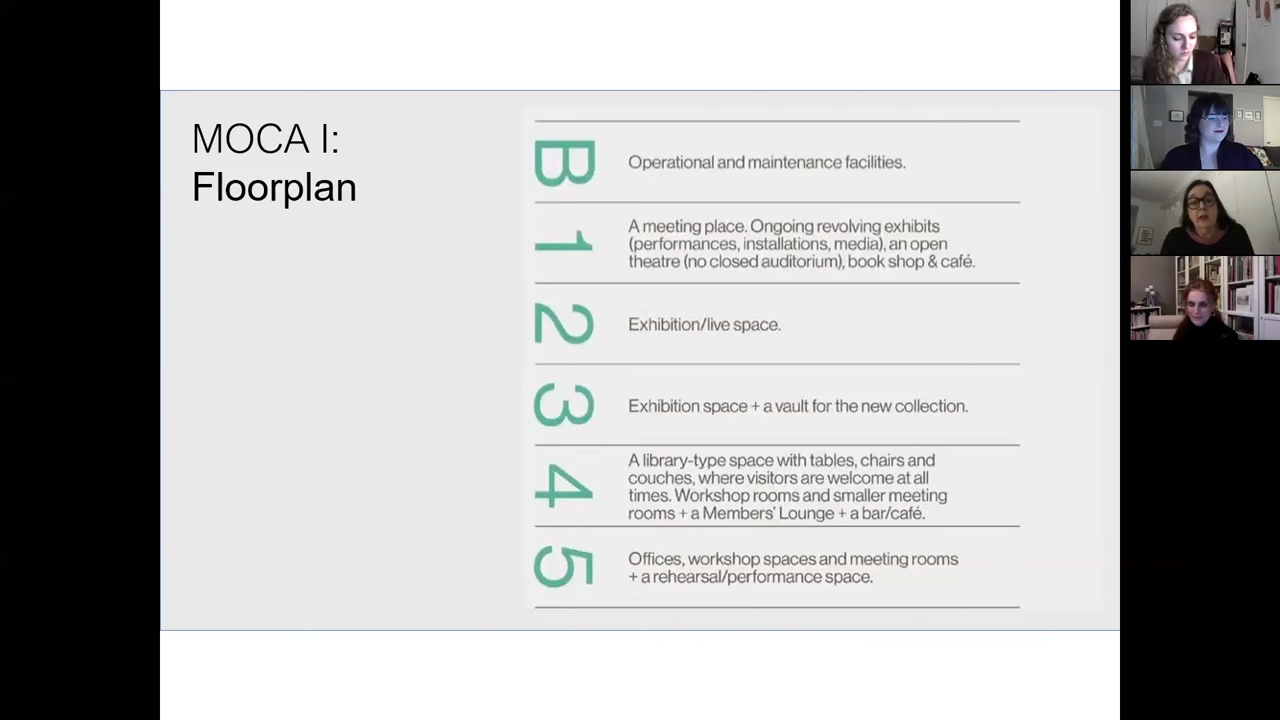 MOCA I:
Floorplan
B
Operational and maintenance facilities.
1
A meeting place. Ongoing revolving exhibits
(performances, installations, media), an open
theatre (no closed auditorium), book shop & café.
2
Exhibition/live space.
3
Exhibition space + a vault for the new collection.
4
A library-type space with tables, chairs and
couches, where visitors are welcome at all
times. Workshop rooms and smaller meeting
rooms + a Members’ Lounge + a bar/café.
5
Offices, workshop spaces and meeting rooms
+ a rehearsal/performance space.